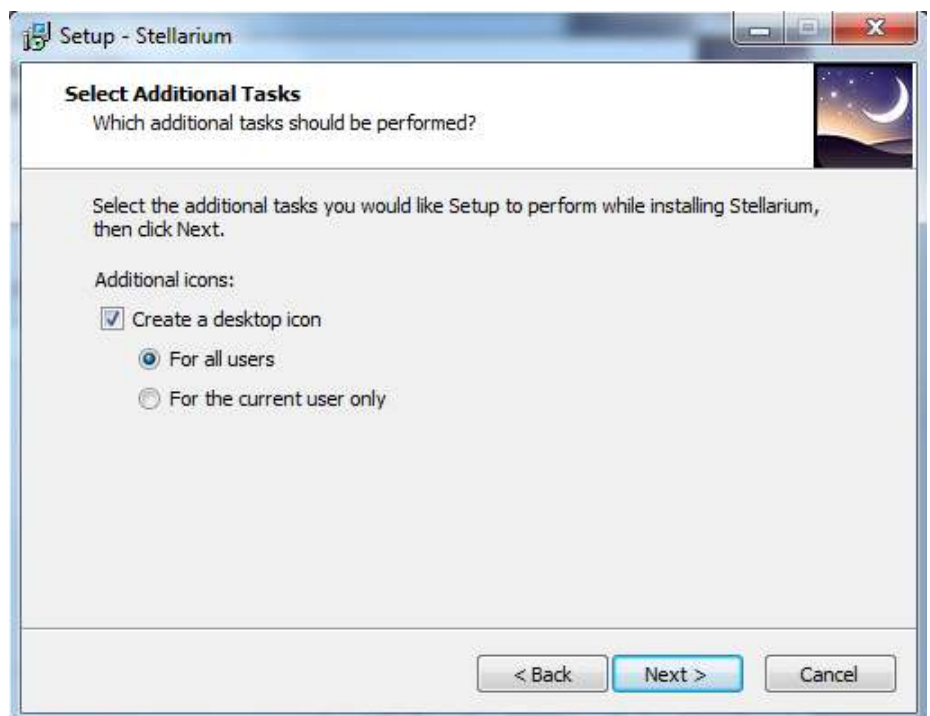 Setup - Stellarium
Select Additional Tasks
Which additional tasks should be performed?
Select the additional tasks you would like Setup to perform while installing Stellarium,
then click Next.
Additional icons:
Create a desktop icon
For all users
For the current user only
< Back
Next >
Cancel